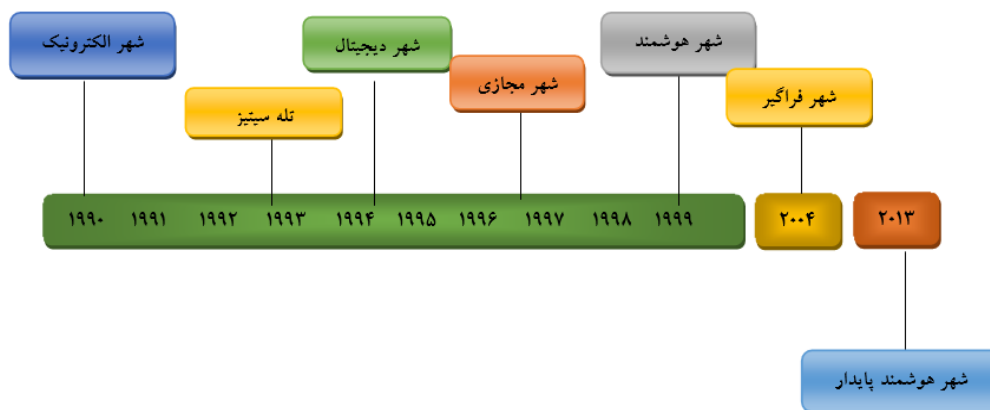 شهر الکترونیک
تله سیتیز
شهر دیجیتال
شهر مجازی
شهر هوشمند
شهر فراگیر
۱۹۹۰ ۱۹۹۱ ۱۹۹۲ ۱۹۹۳ ۱۹۹۴ ۱۹۹۵ ۱۹۹۶ ۱۹۹۷ ۱۹۹۸ ۱۹۹۹
۲۰۰۴
۲۰۱۳
شهر هوشمند پایدار